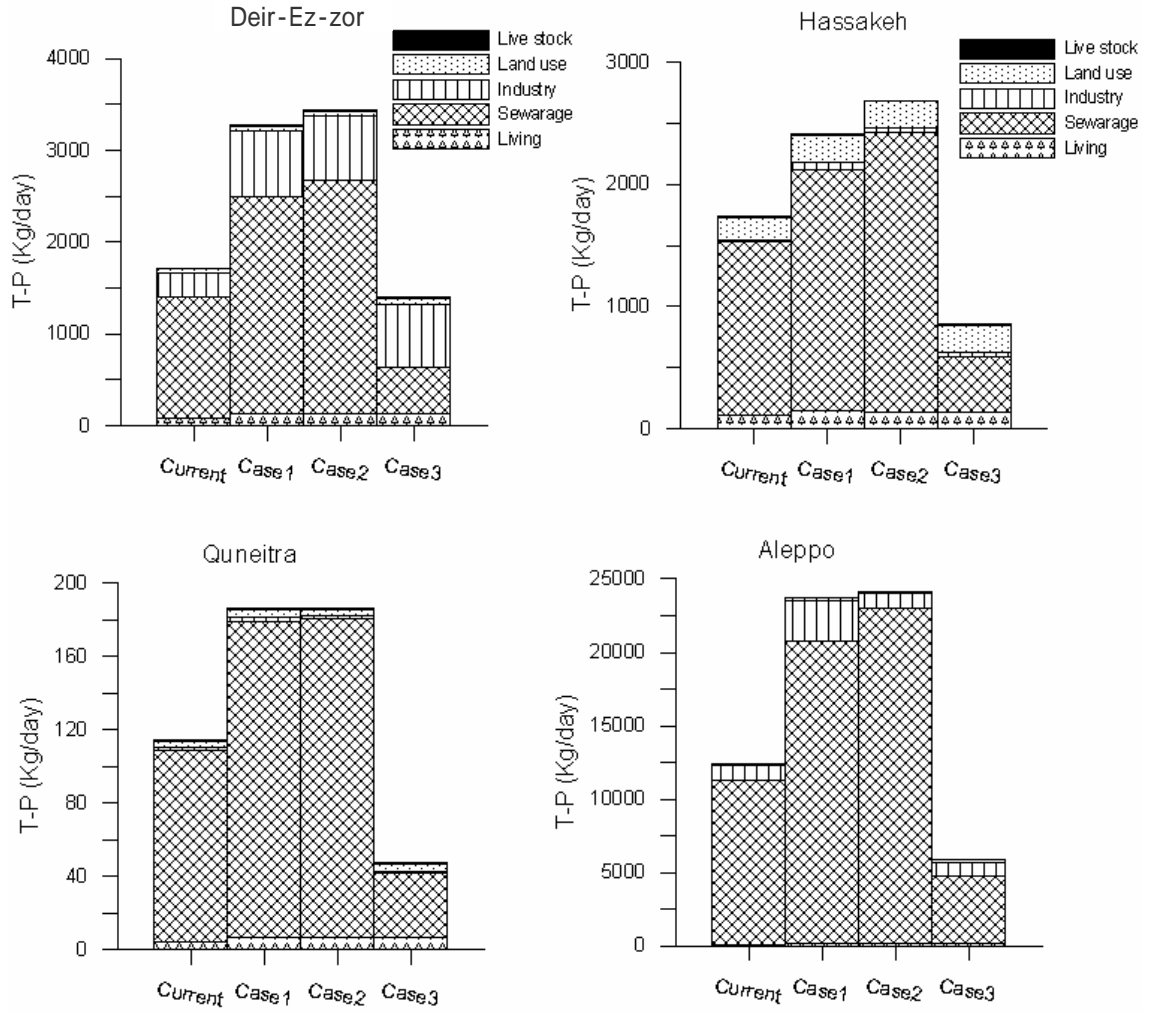 Deir-Ez-zor
Live stock
Land use
Industry
Sewarage
Living
4000
3000
2000
1000
0
T-P (Kg/day)
Current Case1 Case2 Case3
Hassakeh
Live stock
Land use
Industry
Sewarage
Living
3000
2000
1000
0
T-P (Kg/day)
Current Case1 Case2 Case3
Quneitra
200
160
120
80
40
0
T-P (Kg/day)
Current Case1 Case2 Case3
Aleppo
25000
20000
15000
10000
5000
0
T-P (Kg/day)
Current Case1 Case2 Case3